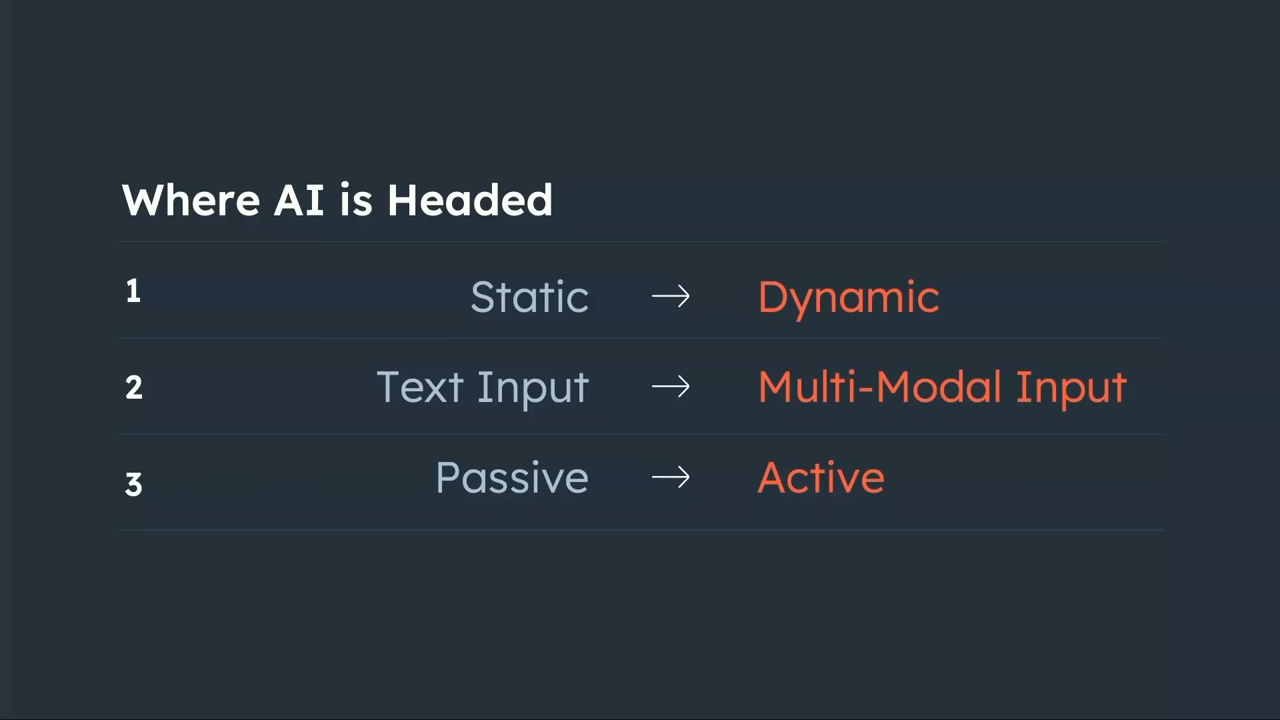 Where AI is Headed
1 Static → Dynamic
2 Text Input → Multi-Modal Input
3 Passive → Active